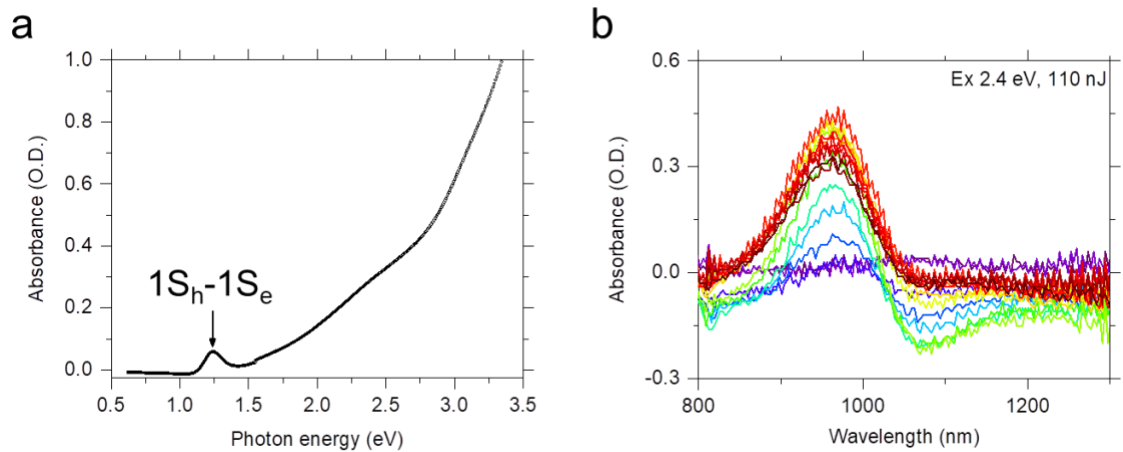 a
b
Absorbance (O.D.)
1.0
0.8
0.6
0.4
0.2
0.0
1Sh-1Se
0.5
1.0
1.5
2.0
2.5
3.0
3.5
Photon energy (eV)
Absorbance (O.D.)
0.6
0.3
0.0
-0.3
Ex 2.4 eV, 110 nJ
800
1000
1200
Wavelength (nm)